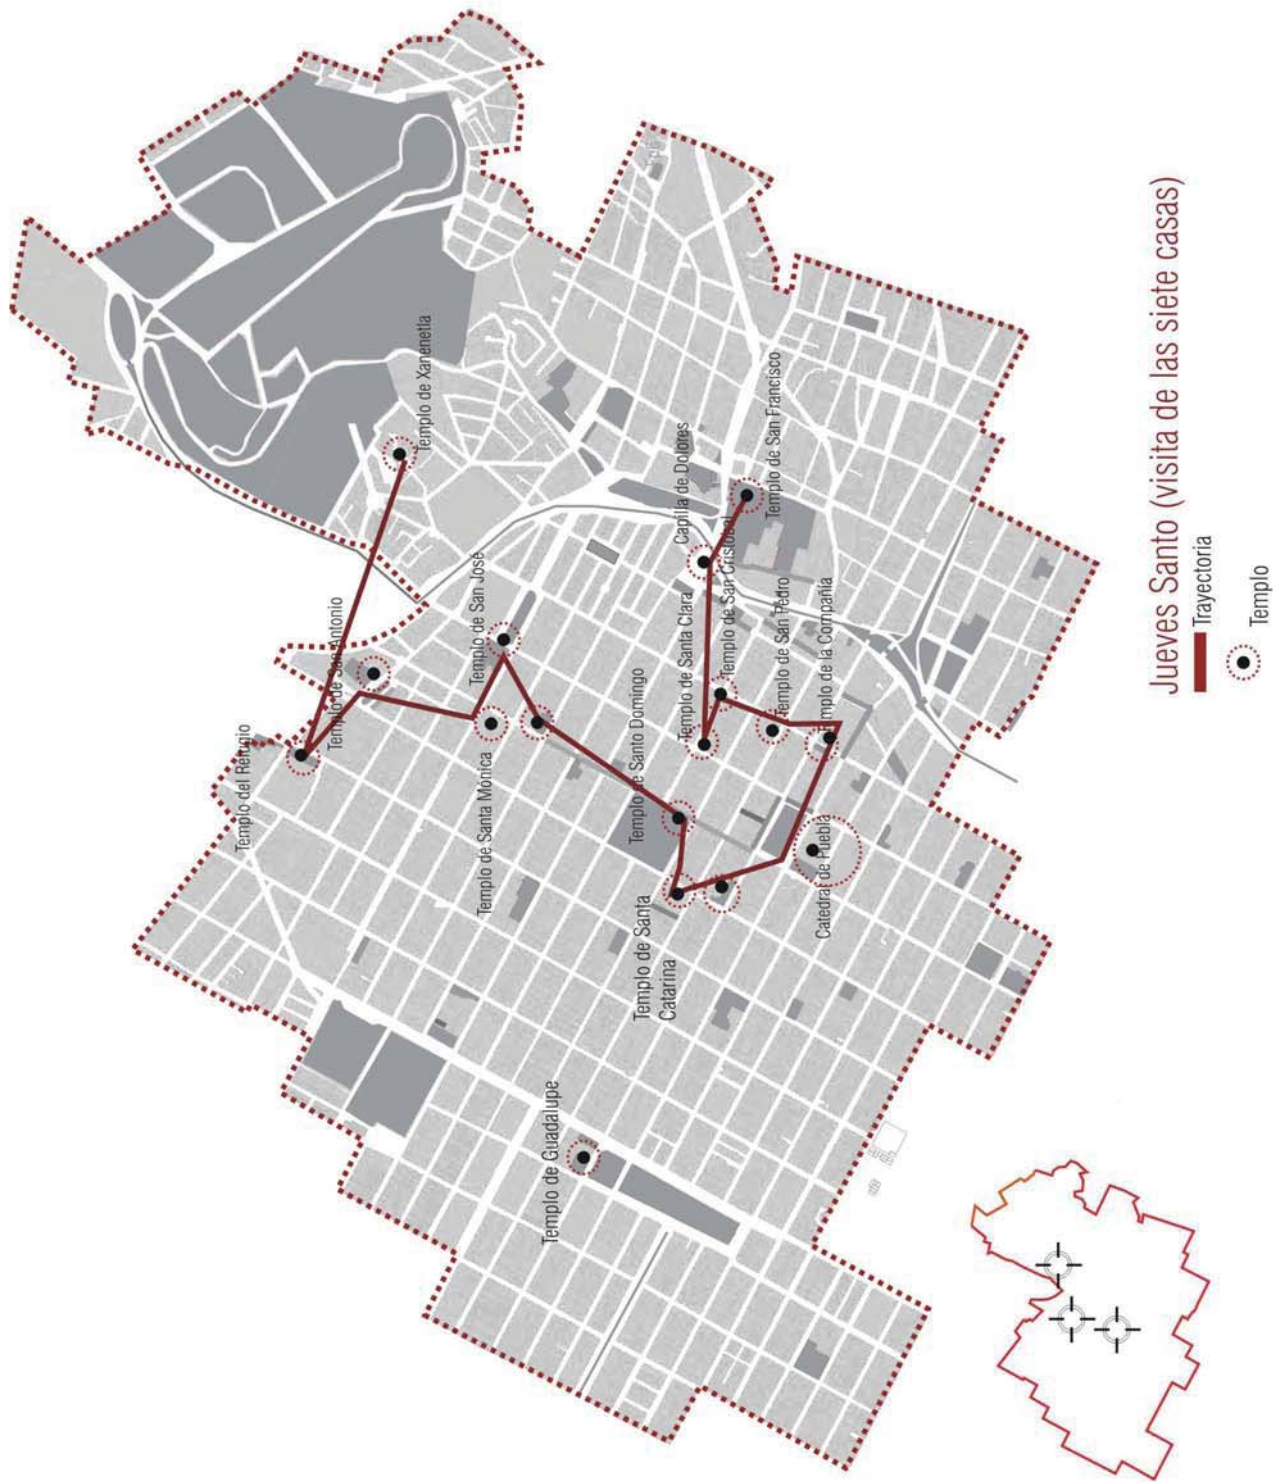 Templo de Xanenetla
Templo de San Antonio
Templo del Refugio
Templo de San José
Templo de Santa Mónica
Templo de Santo Domingo
Templo de Santa
Catarina
Templo de Guadalupe
Capilla de Dolores
Templo de San Francisco
Templo de San Cristobal
Templo de Santa Clara
Templo de San Pedro
Templo de la Compañía
Catedral de Puebla
Jueves Santo (visita de las siete casas)
Trayectoria
Templo